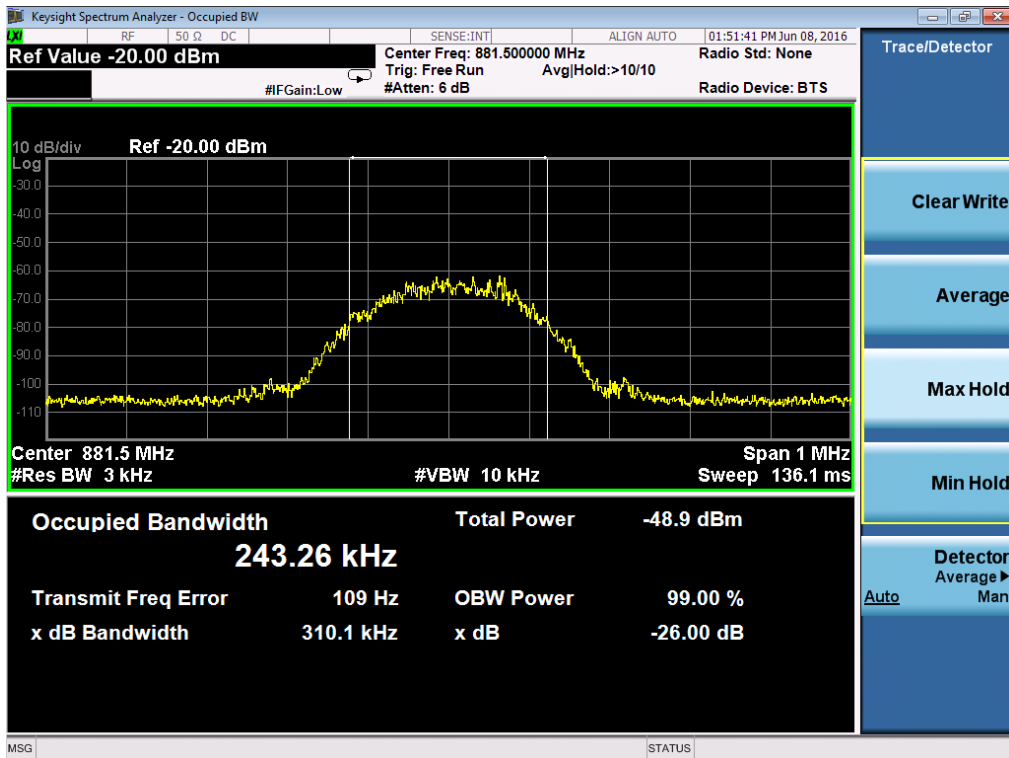 Keysight Spectrum Analyzer - Occupied BW
LXI RF 50 Ω DC SENSE:INT ALIGN AUTO 01:51:41 PM Jun 08, 2016
Ref Value -20.00 dBm
Center Freq: 881.500000 MHz
Radio Std: None
Trig: Free Run Avg|Hold:>10/10
#IFGain:Low
#Atten: 6 dB
Radio Device: BTS
Trace/Detector
10 dB/div Ref -20.00 dBm
Log
-30.0
-40.0
-50.0
-60.0
-70.0
-80.0
-90.0
-100
-110
Center 881.5 MHz Span 1 MHz
#Res BW 3 kHz #VBW 10 kHz Sweep 136.1 ms
Occupied Bandwidth Total Power -48.9 dBm
243.26 kHz
Transmit Freq Error 109 Hz OBW Power 99.00 %
x dB Bandwidth 310.1 kHz x dB -26.00 dB
Clear Write
Average
Max Hold
Min Hold
Detector
Average
Auto Man
MSG STATUS